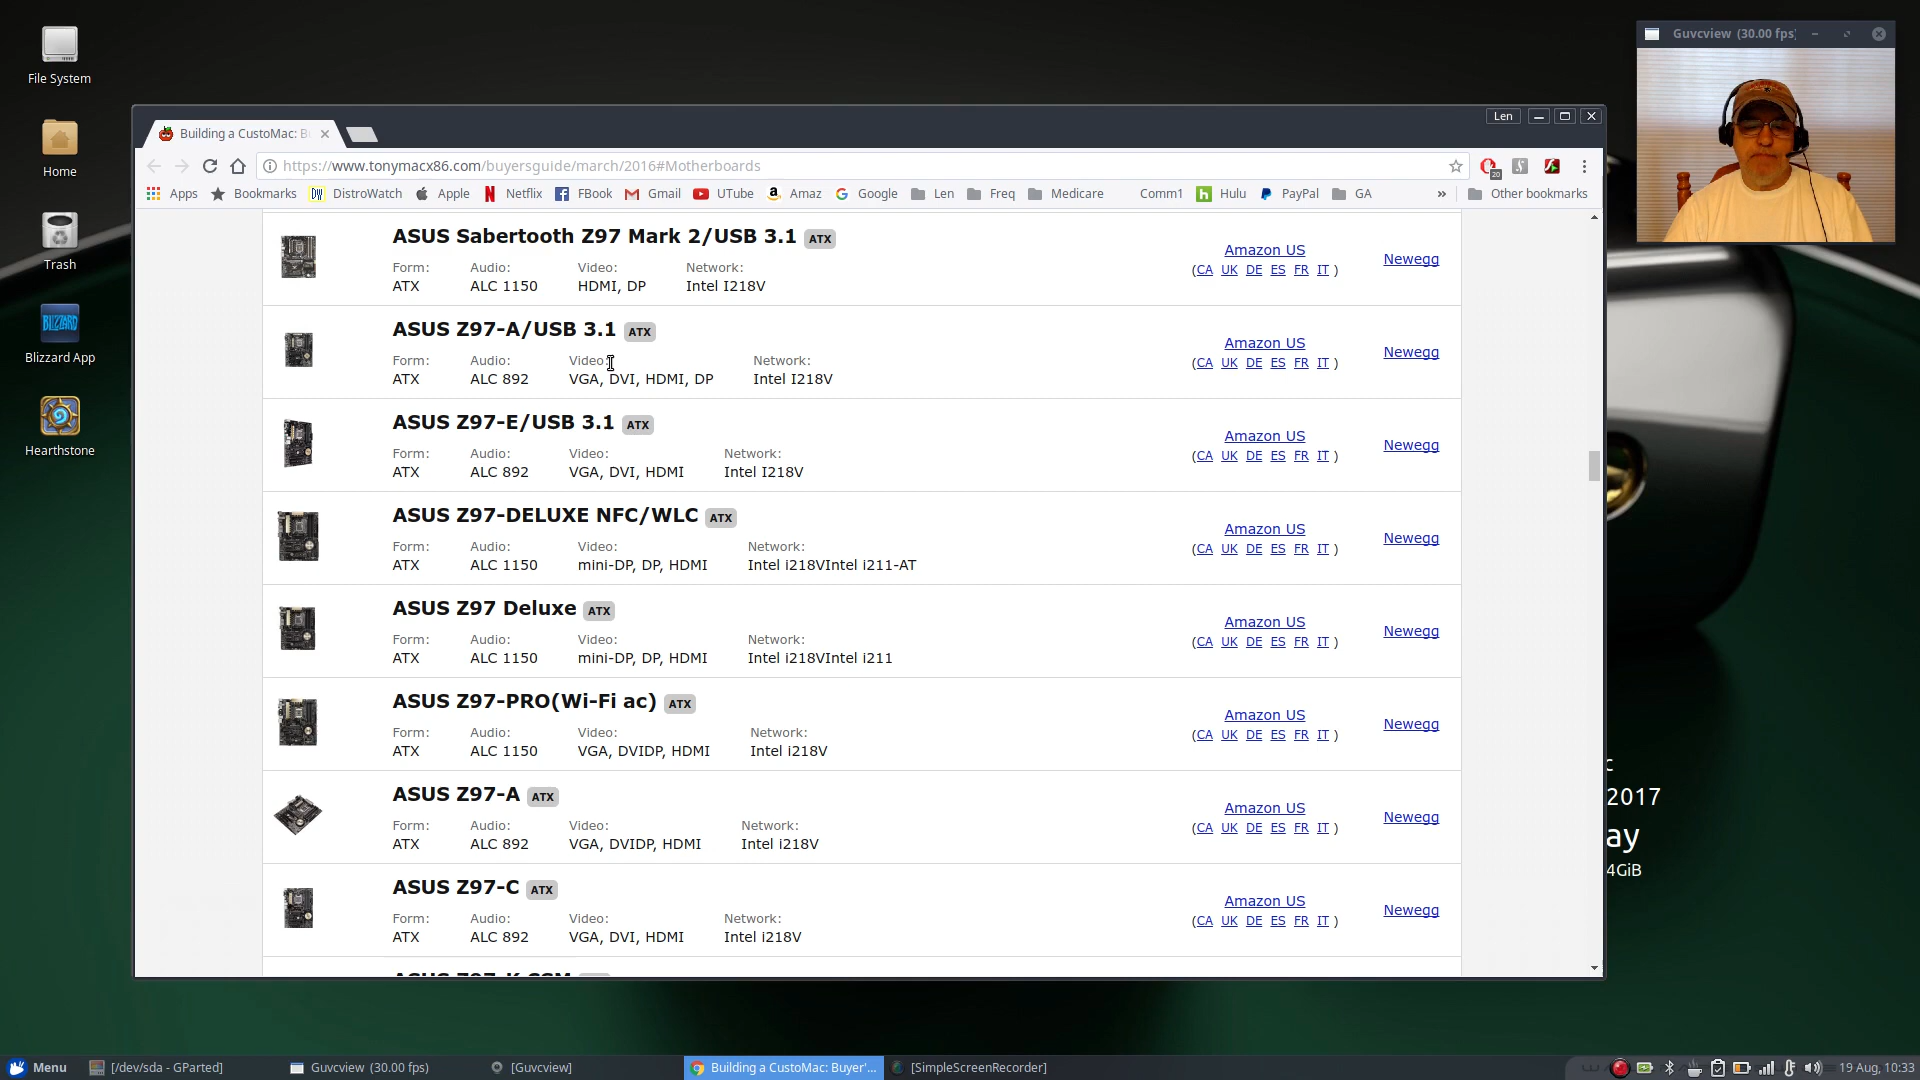 File System
Home
Trash
Blizzard App
Hearthstone
Guvcview (30.00 fps)
Len
Building a CustoMac: B
https://www.tonymacx86.com/buyersguide/march/2016#Motherboards
20
Apps Bookmarks DW DistroWatch Apple Netflix FBook Gmail UTube Amaz Google Len Freq Medicare Comm1 Hulu PayPal GA » Other bookmarks
ASUS Sabertooth Z97 Mark 2/USB 3.1 ATX
Form: Audio: Video: Network:
ATX ALC 1150 HDMI, DP Intel I218V
Amazon US
(CA UK DE ES FR IT )
Newegg
ASUS Z97-A/USB 3.1 ATX
Form: Audio: Video: Network:
ATX ALC 892 VGA, DVI, HDMI, DP Intel I218V
Amazon US
(CA UK DE ES FR IT )
Newegg
ASUS Z97-E/USB 3.1 ATX
Form: Audio: Video: Network:
ATX ALC 892 VGA, DVI, HDMI Intel I218V
Amazon US
(CA UK DE ES FR IT )
Newegg
ASUS Z97-DELUXE NFC/WLC ATX
Form: Audio: Video: Network:
ATX ALC 1150 mini-DP, DP, HDMI Intel i218VIntel i211-AT
Amazon US
(CA UK DE ES FR IT )
Newegg
ASUS Z97 Deluxe ATX
Form: Audio: Video: Network:
ATX ALC 1150 mini-DP, DP, HDMI Intel i218VIntel i211
Amazon US
(CA UK DE ES FR IT )
Newegg
ASUS Z97-PRO(Wi-Fi ac) ATX
Form: Audio: Video: Network:
ATX ALC 1150 VGA, DVIDP, HDMI Intel i218V
Amazon US
(CA UK DE ES FR IT )
Newegg
ASUS Z97-A ATX
Form: Audio: Video: Network:
ATX ALC 892 VGA, DVIDP, HDMI Intel i218V
Amazon US
(CA UK DE ES FR IT )
Newegg
ASUS Z97-C ATX
Form: Audio: Video: Network:
ATX ALC 892 VGA, DVI, HDMI Intel i218V
Amazon US
(CA UK DE ES FR IT )
Newegg
c
2017
ay
4GiB
Menu [/dev/sda - GParted] Guvcview (30.00 fps) [Guvcview] Building a CustoMac: Buyer'... [SimpleScreenRecorder] 19 Aug, 10:33